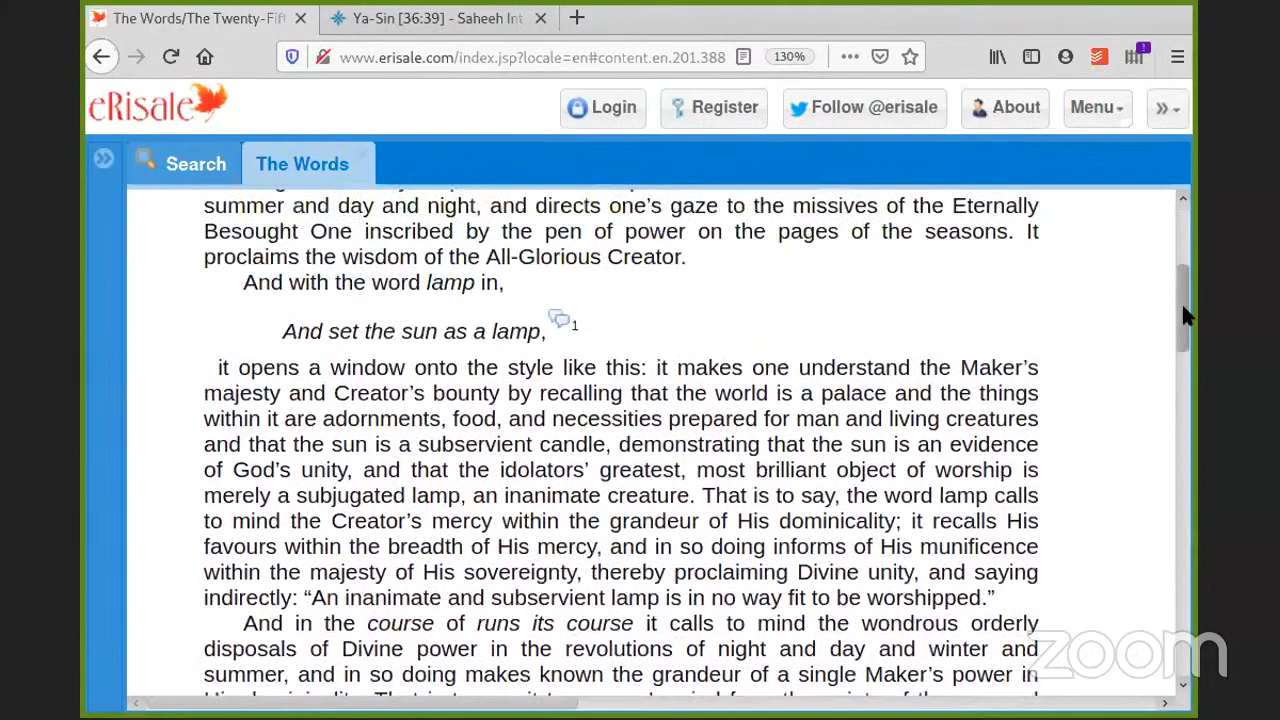 The Words/The Twenty-Fift
Ya-Sin [36:39] - Saheeh Int
www.erisale.com/index.jsp?locale=en#content.en.201.388
130%
eRisale
Login
Register
Follow @erisale
About
Menu
Search
The Words
summer and day and night, and directs one’s gaze to the missives of the Eternally
Besought One inscribed by the pen of power on the pages of the seasons. It
proclaims the wisdom of the All-Glorious Creator.
And with the word lamp in,
And set the sun as a lamp, 1
it opens a window onto the style like this: it makes one understand the Maker’s
majesty and Creator’s bounty by recalling that the world is a palace and the things
within it are adornments, food, and necessities prepared for man and living creatures
and that the sun is a subservient candle, demonstrating that the sun is an evidence
of God’s unity, and that the idolators’ greatest, most brilliant object of worship is
merely a subjugated lamp, an inanimate creature. That is to say, the word lamp calls
to mind the Creator’s mercy within the grandeur of His dominicality; it recalls His
favours within the breadth of His mercy, and in so doing informs of His munificence
within the majesty of His sovereignty, thereby proclaiming Divine unity, and saying
indirectly: “An inanimate and subservient lamp is in no way fit to be worshipped.”
And in the course of runs its course it calls to mind the wondrous orderly
disposals of Divine power in the revolutions of night and day and winter and
summer, and in so doing makes known the grandeur of a single Maker’s power in
zoom